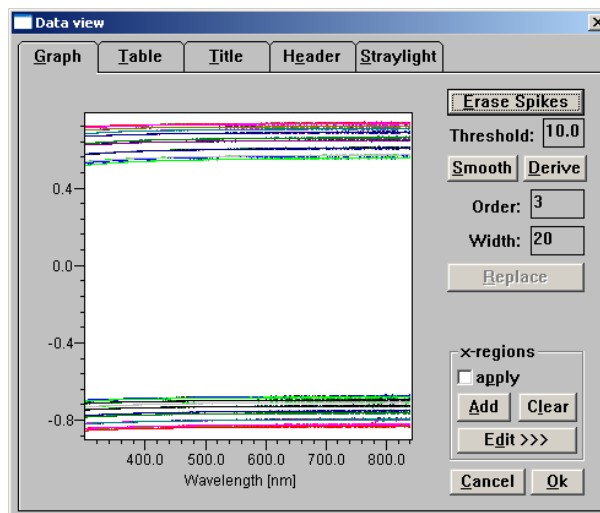 Data view
Graph Table Title Header Straylight
Erase Spikes
Threshold: 10.0
Smooth Derive
Order: 3
Width: 20
Replace
0.4
0.0
-0.4
-0.8
400.0 500.0 600.0 700.0 800.0
Wavelength [nm]
x-regions
apply
Add Clear
Edit >>>
Cancel Ok